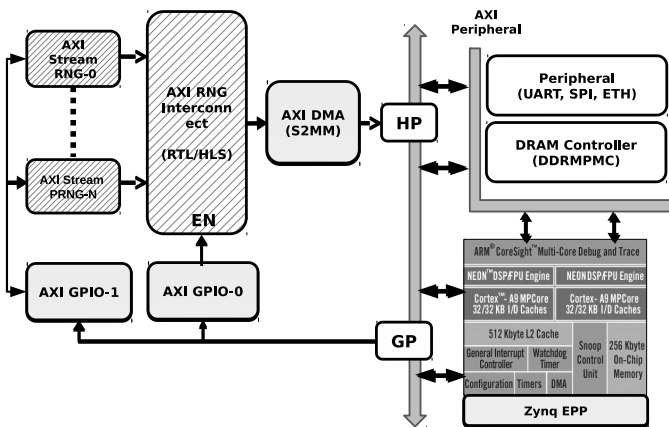 AXI
Peripheral
AXI
Stream
RNG-0
AXI RNG
Interconn
ect
(RTL/HLS)
EN
AXI Stream
PRNG-N
AXI DMA
(S2MM)
HP
Peripheral
(UART, SPI, ETH)
DRAM Controller
(DDRMPMC)
AXI GPIO-1
AXI GPIO-0
GP
ARM® CoreSight™ Multi-Core Debug and Trace
NEON™ DSP/FPU Engine
NEON DSP/FPU Engine
Cortex™- A9 MPCore
32/32 KB I/D Caches
Cortex- A9 MPCore
32/32 KB I/D Caches
512 Kbyte L2 Cache
General Interrupt
Controller
Watchdog
Timer
Configuration
Timers
DMA
Snoop
Control
Unit
256 Kbyte
On-Chip
Memory
Zynq EPP